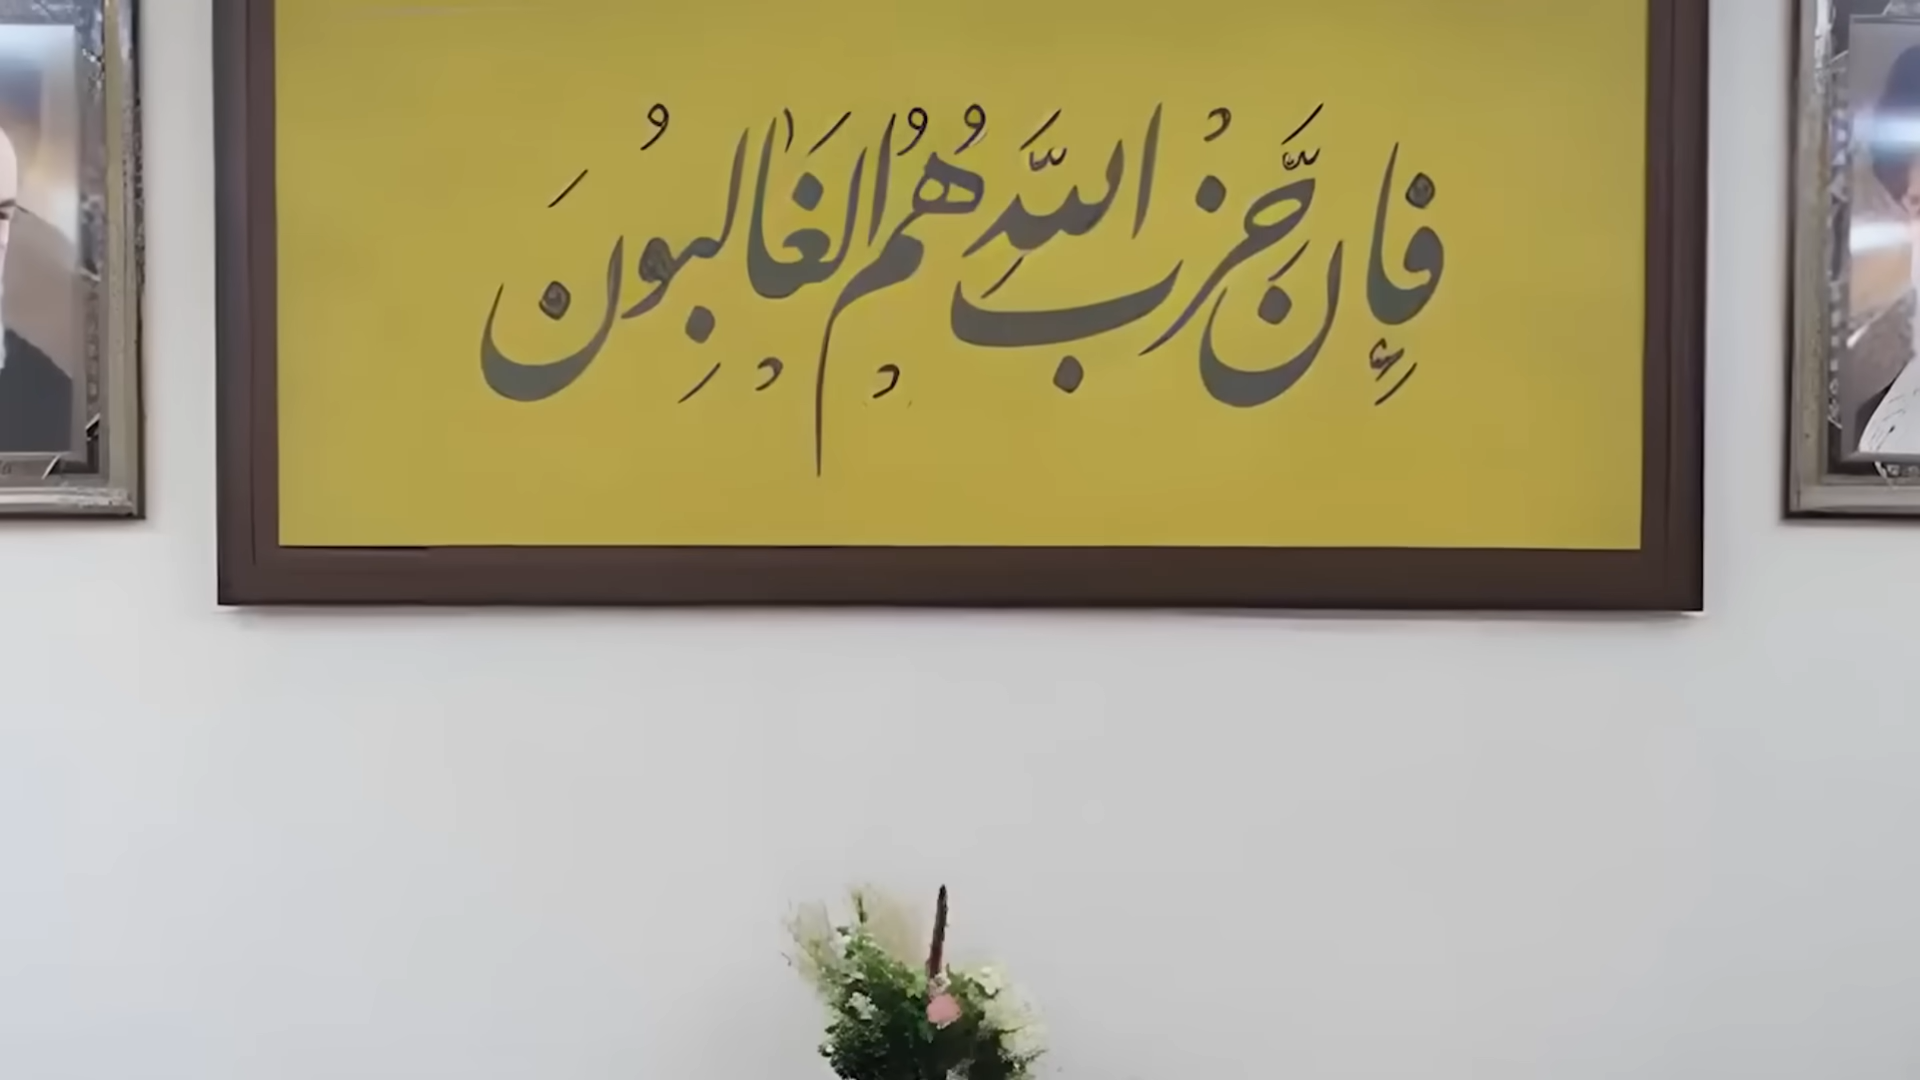 فَإِنَّ حِزْبَ اللَّهِ هُمُ الْغَالِبُونَ